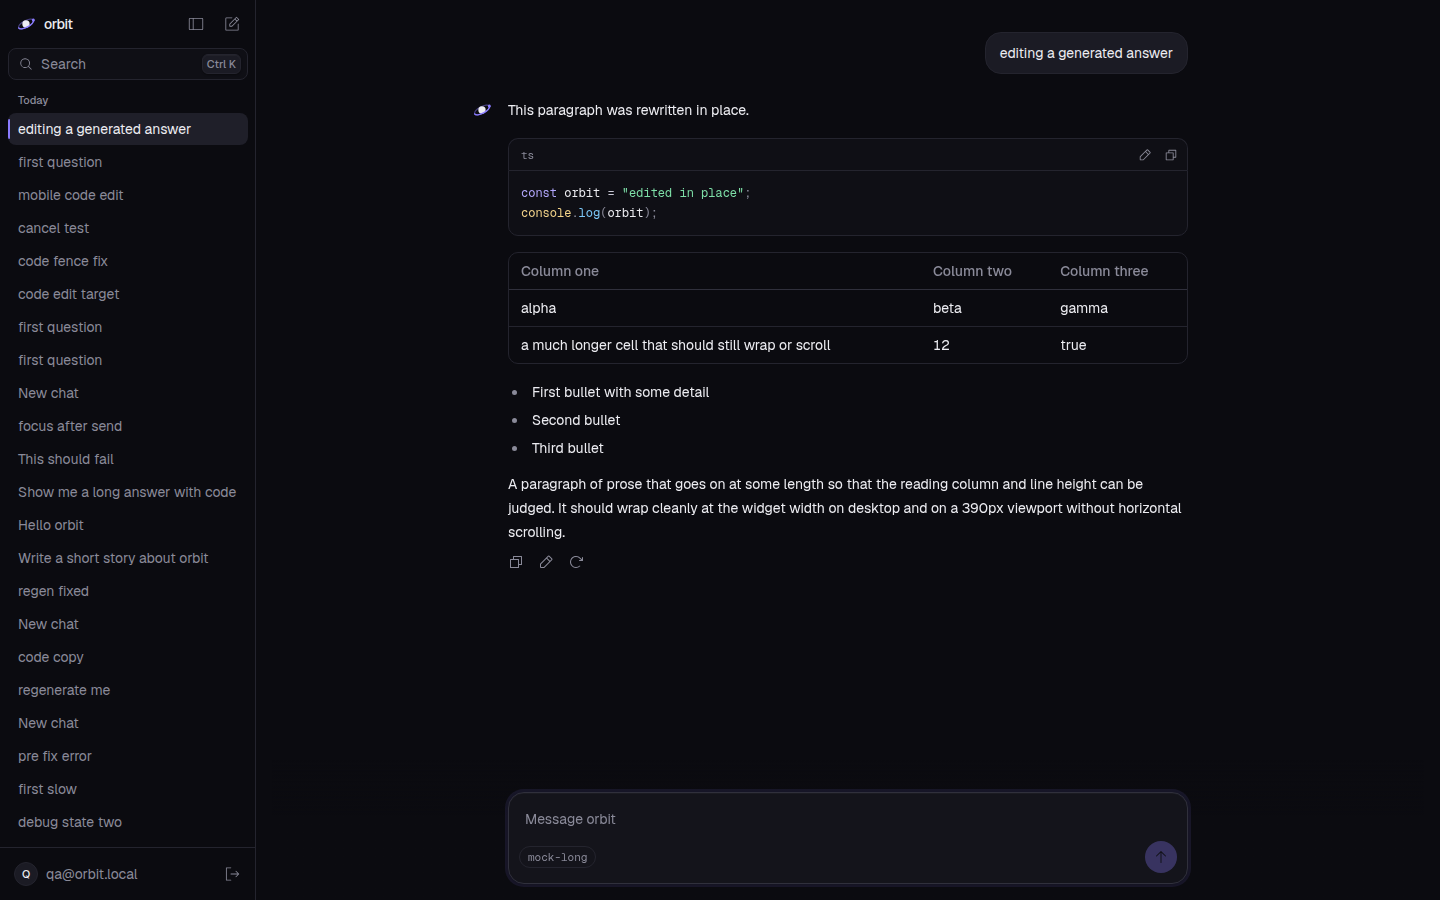 orbit
Search
Ctrl K
Today
editing a generated answer
first question
mobile code edit
cancel test
code fence fix
code edit target
first question
first question
New chat
focus after send
This should fail
Show me a long answer with code
Hello orbit
Write a short story about orbit
regen fixed
New chat
code copy
regenerate me
New chat
pre fix error
first slow
debug state two
Q
qa@orbit.local
editing a generated answer
This paragraph was rewritten in place.
ts
const orbit = "edited in place";
console.log(orbit);
Column one Column two Column three
alpha beta gamma
a much longer cell that should still wrap or scroll 12 true
First bullet with some detail
Second bullet
Third bullet
A paragraph of prose that goes on at some length so that the reading column and line height can be
judged. It should wrap cleanly at the widget width on desktop and on a 390px viewport without horizontal
scrolling.
Message orbit
mock-long